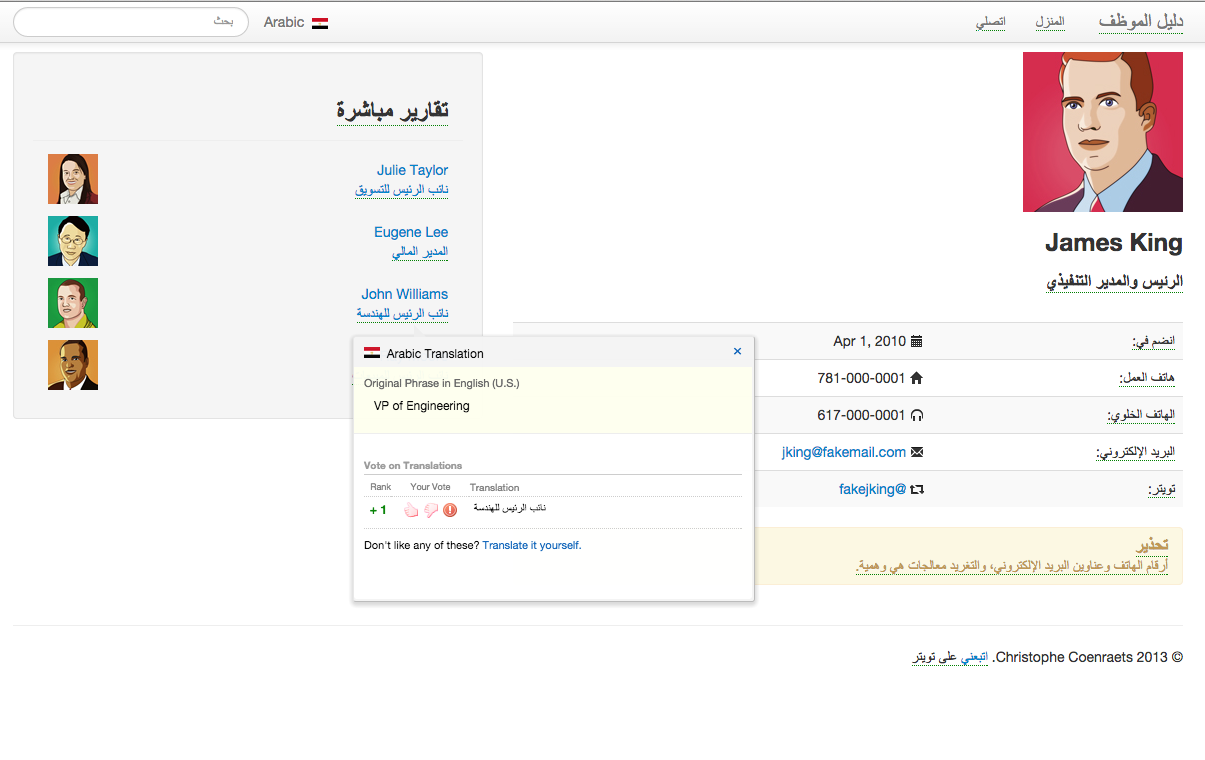 دليل الموظف
المنزل
اتصلي
Arabic
بحث
James King
الرئيس والمدير التنفيذي
انضم في:
Apr 1, 2010
هاتف العمل:
781-000-0001
الهاتف الخلوي:
617-000-0001
البريد الإلكتروني:
jking@fakemail.com
تويتر:
fakejking@
تحذير
أرقام الهاتف وعناوين البريد الإلكتروني، والتغريد معالجات هي وهمية.
تقارير مباشرة
Julie Taylor
نائب الرئيس للتسويق
Eugene Lee
المدير المالي
John Williams
نائب الرئيس للهندسة
Arabic Translation
×
Original Phrase in English (U.S.)
VP of Engineering
Vote on Translations
Rank Your Vote Translation
+ 1 نائب الرئيس للهندسة
Don't like any of these? Translate it yourself.
© Christophe Coenraets 2013. اتبعني على تويتر